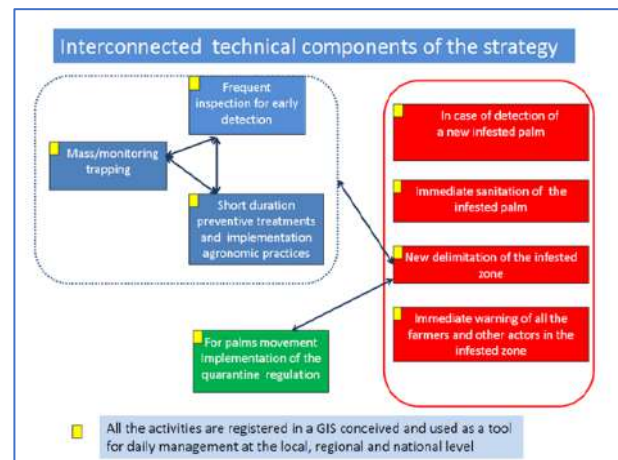 Interconnected technical components of the strategy
Frequent
inspection for early
detection
Mass/monitoring
trapping
Short duration
preventive treatments
and implementation
agronomic practices
In case of detection of
a new infested palm
Immediate sanitation of the
infested palm
New delimitation of the infested
zone
Immediate warning of all the
farmers and other actors in the
infested zone
For palms movement
Implementation of the
quarantine regulation
All the activities are registered in a GIS conceived and used as a tool
for daily management at the local, regional and national level